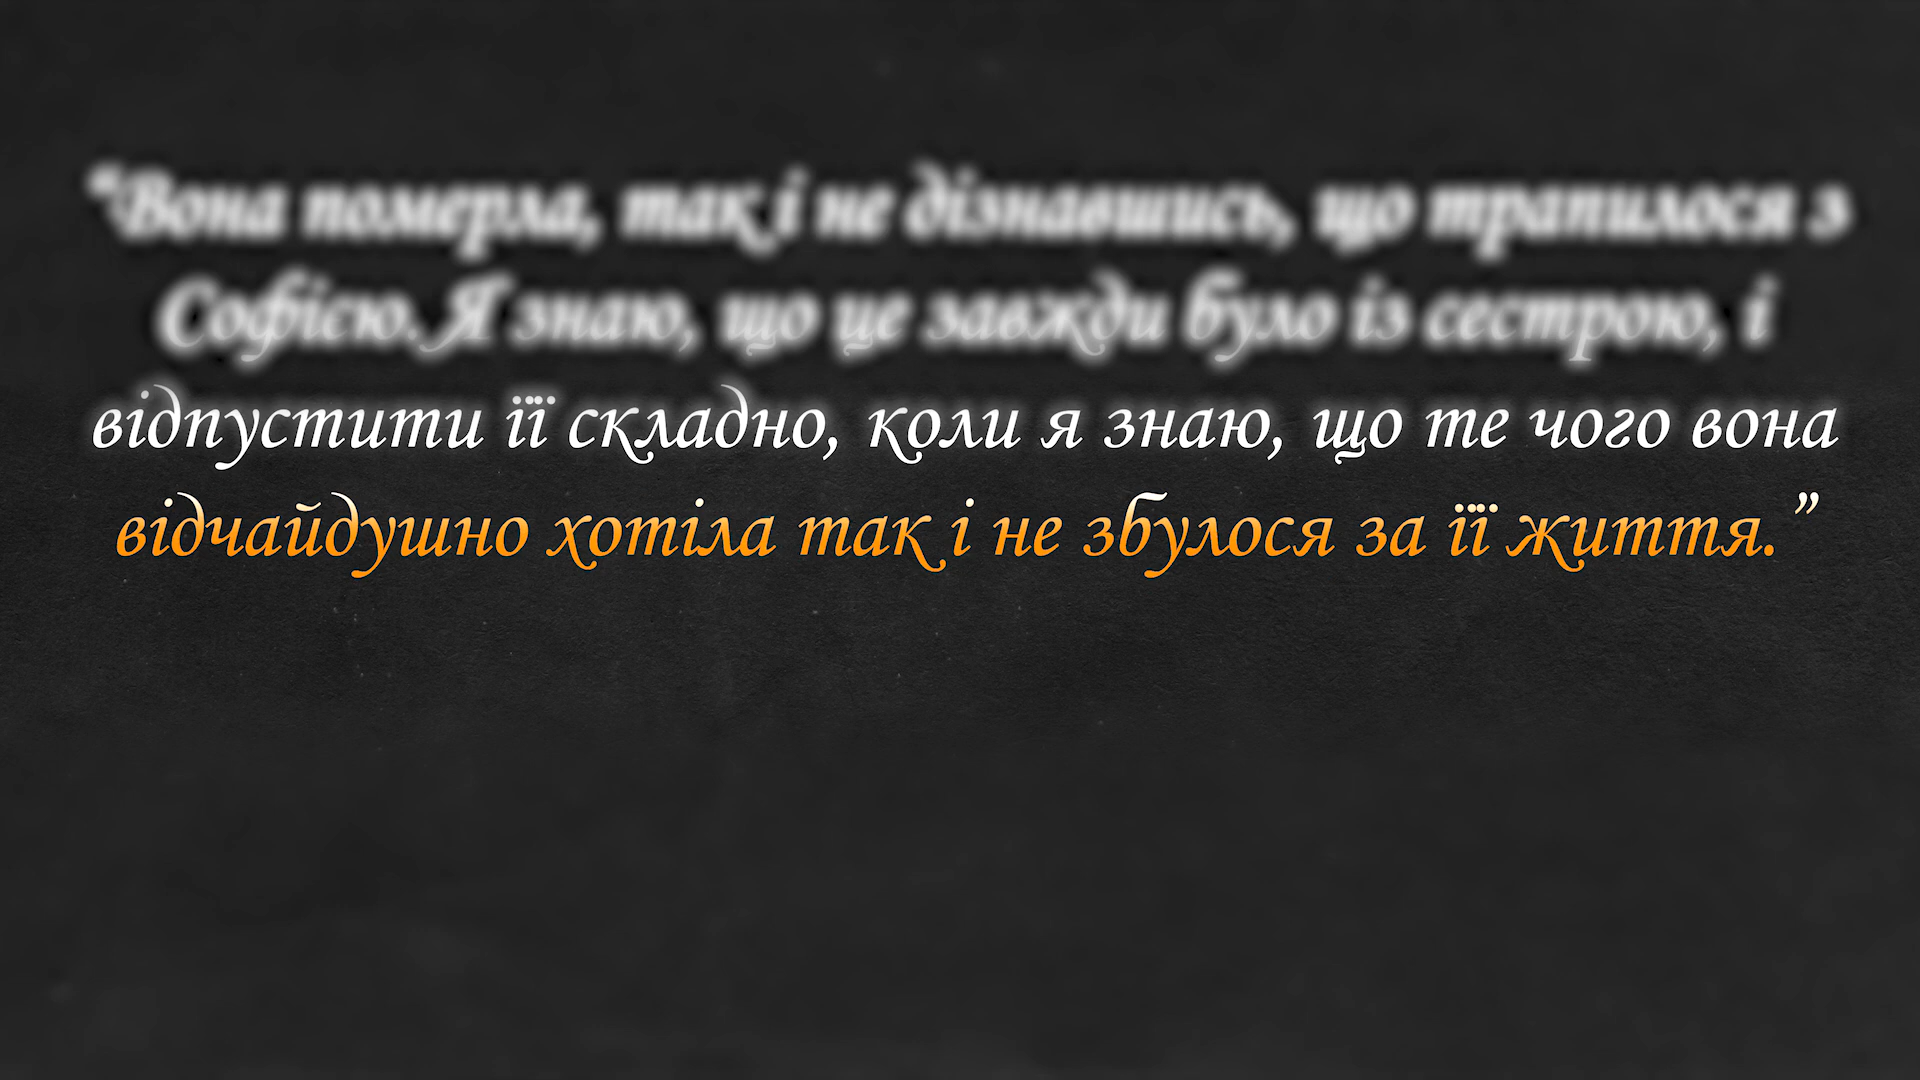 “Вона померла, так і не дізнавшись, що трапилося з
Софією. Я знаю, що це завжди було із сестрою, і
відпустити її складно, коли я знаю, що те чого вона
відчайдушно хотіла так і не збулося за її життя.”